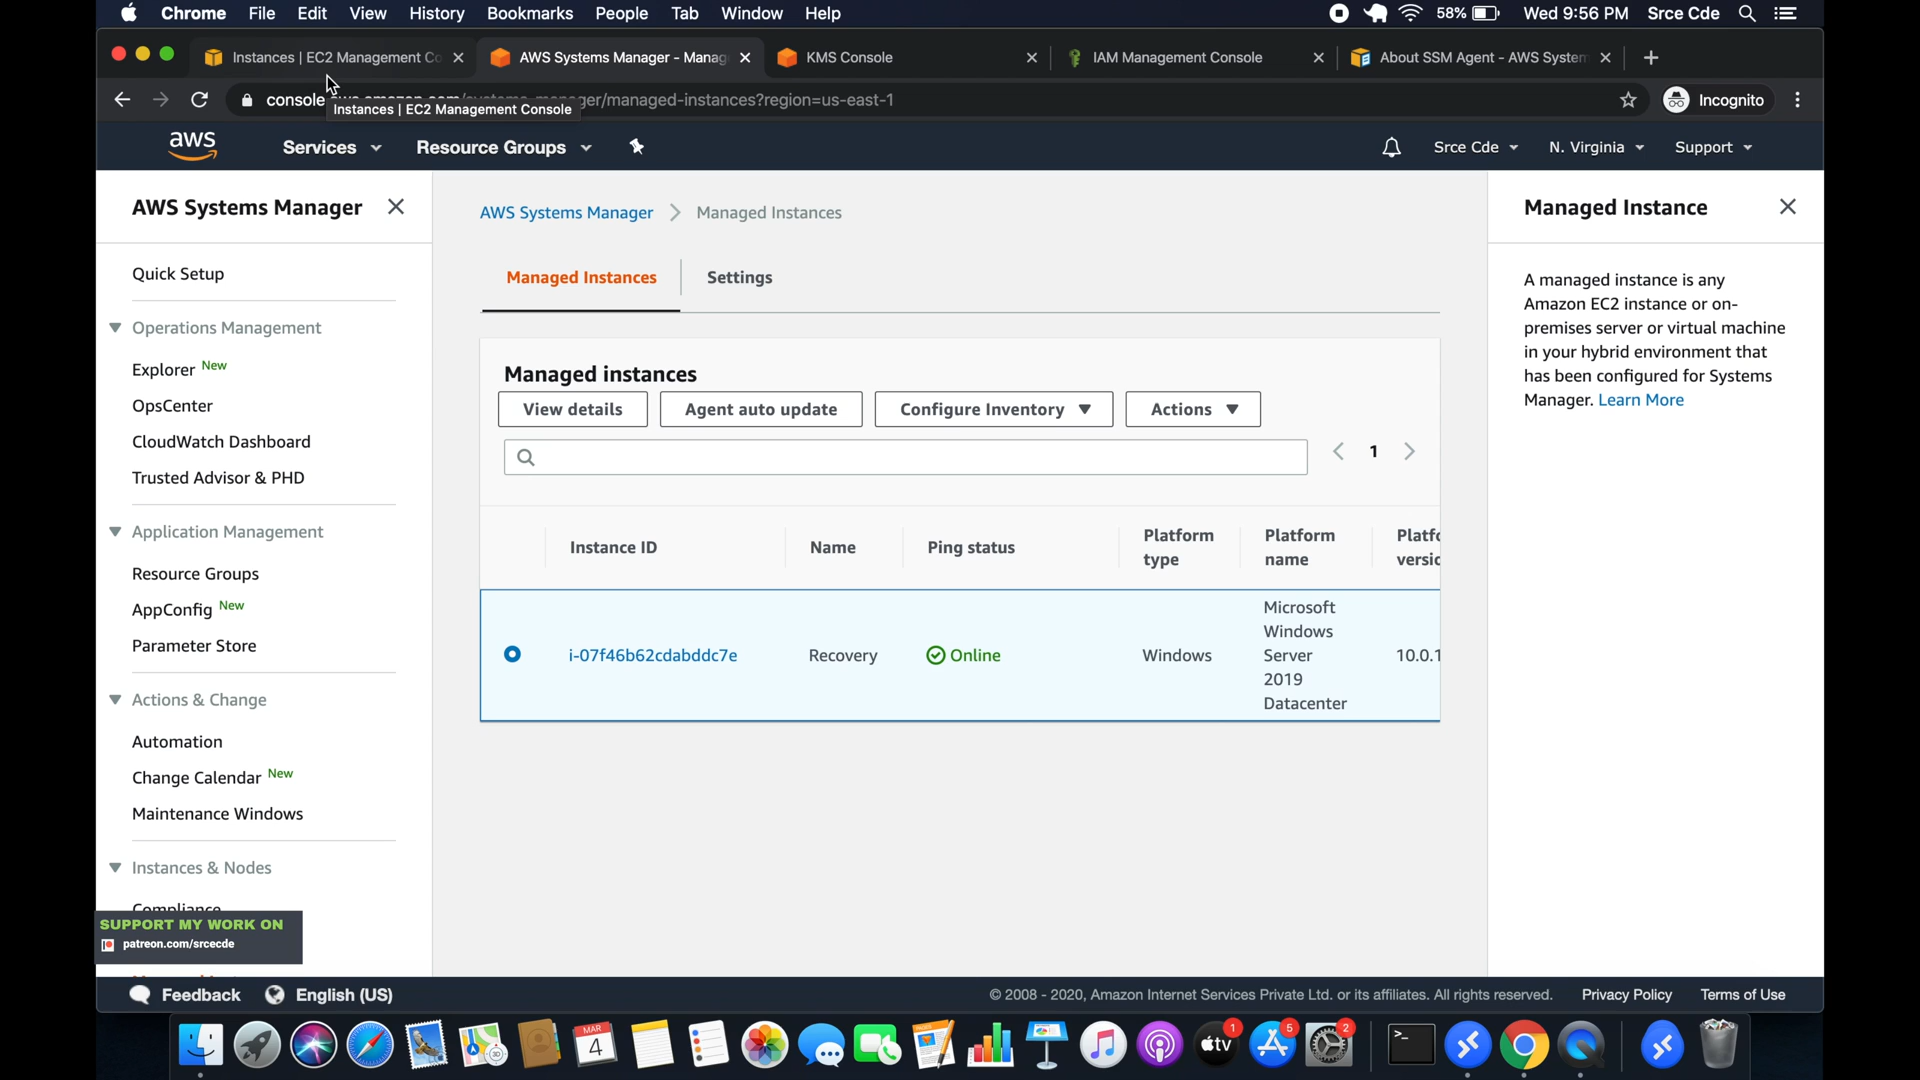 Chrome File Edit View History Bookmarks People Tab Window Help
58% Wed 9:56 PM Srce Cde
Instances | EC2 Management Co
AWS Systems Manager - Manag
KMS Console
IAM Management Console
About SSM Agent - AWS System
ger/managed-instances?region=us-east-1
Incognito
Instances | EC2 Management Console
aws
Services
Resource Groups
Srce Cde
N. Virginia
Support
AWS Systems Manager
Quick Setup
Operations Management
Explorer New
OpsCenter
CloudWatch Dashboard
Trusted Advisor & PHD
Application Management
Resource Groups
AppConfig New
Parameter Store
Actions & Change
Automation
Change Calendar New
Maintenance Windows
Instances & Nodes
Compliance
SUPPORT MY WORK ON
patreon.com/srcecde
AWS Systems Manager > Managed Instances
Managed Instances
Settings
Managed instances
View details
Agent auto update
Configure Inventory
Actions
1
Instance ID
Name
Ping status
Platform
type
Platform
name
Platfo
versic
i-07f46b62cdabddc7e
Recovery
Online
Windows
Microsoft
Windows
Server
2019
Datacenter
10.0.1
Managed Instance
A managed instance is any
Amazon EC2 instance or on-
premises server or virtual machine
in your hybrid environment that
has been configured for Systems
Manager. Learn More
Feedback
English (US)
© 2008 - 2020, Amazon Internet Services Private Ltd. or its affiliates. All rights reserved.
Privacy Policy
Terms of Use
MAR
4
3D
tv
1
5
2